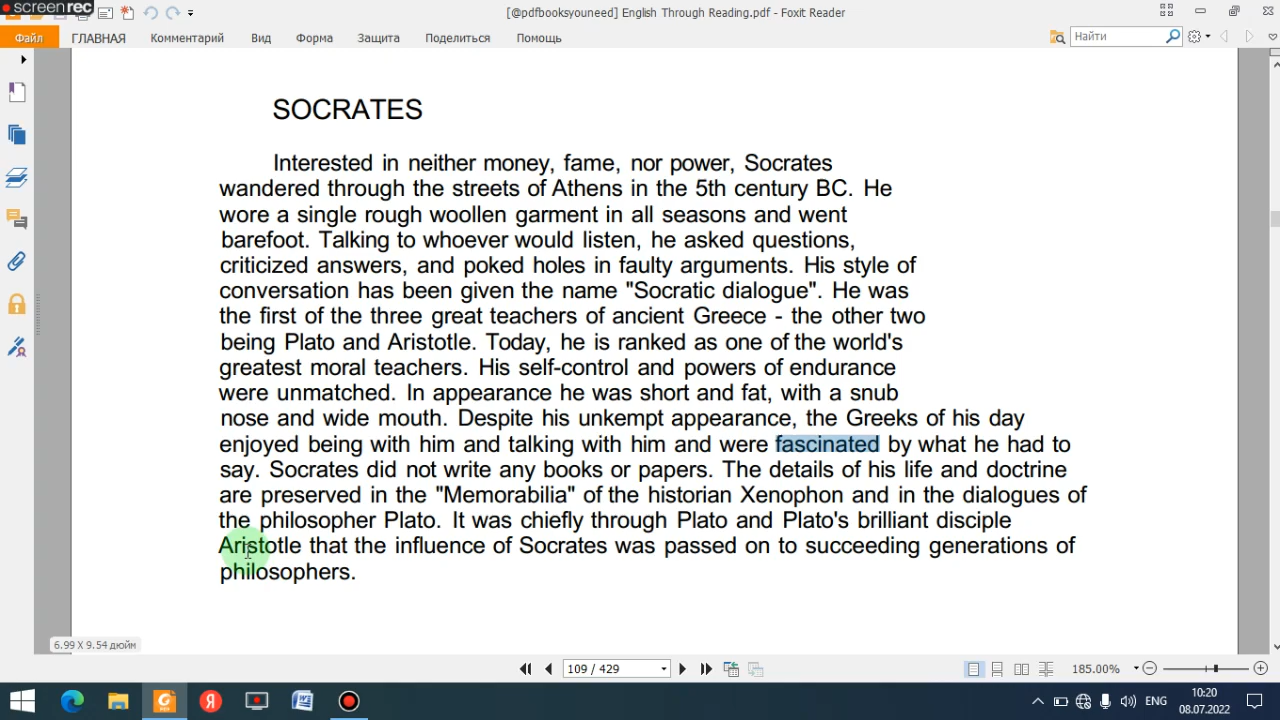 screenrec
[@pdfbooksyouneed] English Through Reading.pdf - Foxit Reader
Файл ГЛАВНАЯ Комментарий Вид Форма Защита Поделиться Помощь Найти
SOCRATES
Interested in neither money, fame, nor power, Socrates
wandered through the streets of Athens in the 5th century BC. He
wore a single rough woollen garment in all seasons and went
barefoot. Talking to whoever would listen, he asked questions,
criticized answers, and poked holes in faulty arguments. His style of
conversation has been given the name "Socratic dialogue". He was
the first of the three great teachers of ancient Greece - the other two
being Plato and Aristotle. Today, he is ranked as one of the world's
greatest moral teachers. His self-control and powers of endurance
were unmatched. In appearance he was short and fat, with a snub
nose and wide mouth. Despite his unkempt appearance, the Greeks of his day
enjoyed being with him and talking with him and were fascinated by what he had to
say. Socrates did not write any books or papers. The details of his life and doctrine
are preserved in the "Memorabilia" of the historian Xenophon and in the dialogues of
the philosopher Plato. It was chiefly through Plato and Plato's brilliant disciple
Aristotle that the influence of Socrates was passed on to succeeding generations of
philosophers.
6.99 X 9.54 дюйм
109 / 429 185.00%
ENG 10:20
08.07.2022